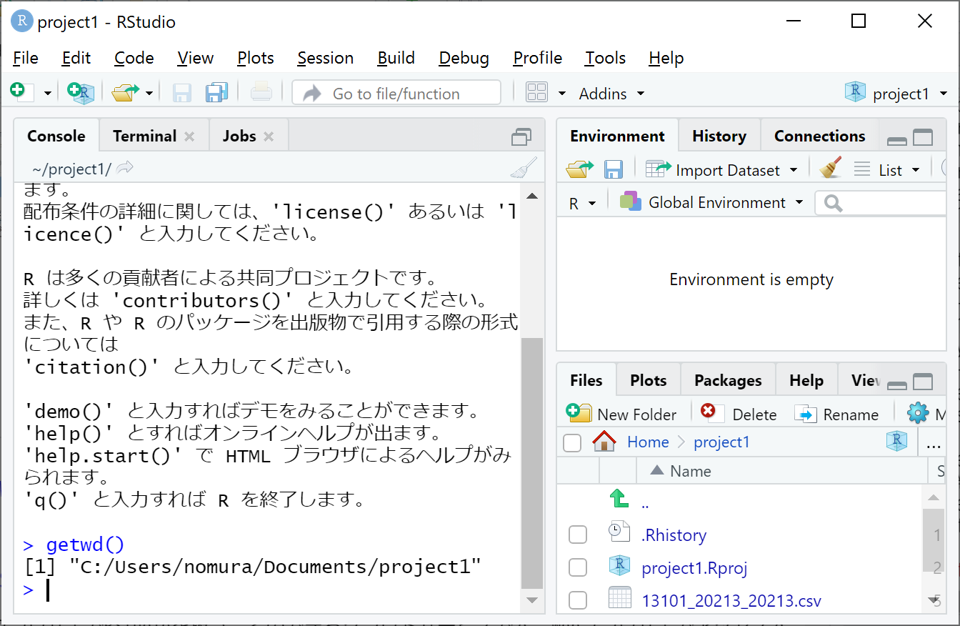 project1 - RStudio
File Edit Code View Plots Session Build Debug Profile Tools Help
Go to file/function Addins project1
Console Terminal Jobs
~/project1/
ます。
配布条件の詳細に関しては、'license()' あるいは 'l
icence()' と入力してください。
R は多くの貢献者による共同プロジェクトです。
詳しくは 'contributors()' と入力してください。
また、R や R のパッケージを出版物で引用する際の形式
については
'citation()' と入力してください。
'demo()' と入力すればデモをみることができます。
'help()' とすればオンラインヘルプが出ます。
'help.start()' で HTML ブラウザによるヘルプがみ
られます。
'q()' と入力すれば R を終了します。
> getwd()
[1] "C:/Users/nomura/Documents/project1"
>
Environment History Connections
Import Dataset List
R Global Environment
Environment is empty
Files Plots Packages Help View
New Folder Delete Rename M
Home project1 ...
Name S
..
.Rhistory 1
project1.Rproj 2
13101_20213_20213.csv 5